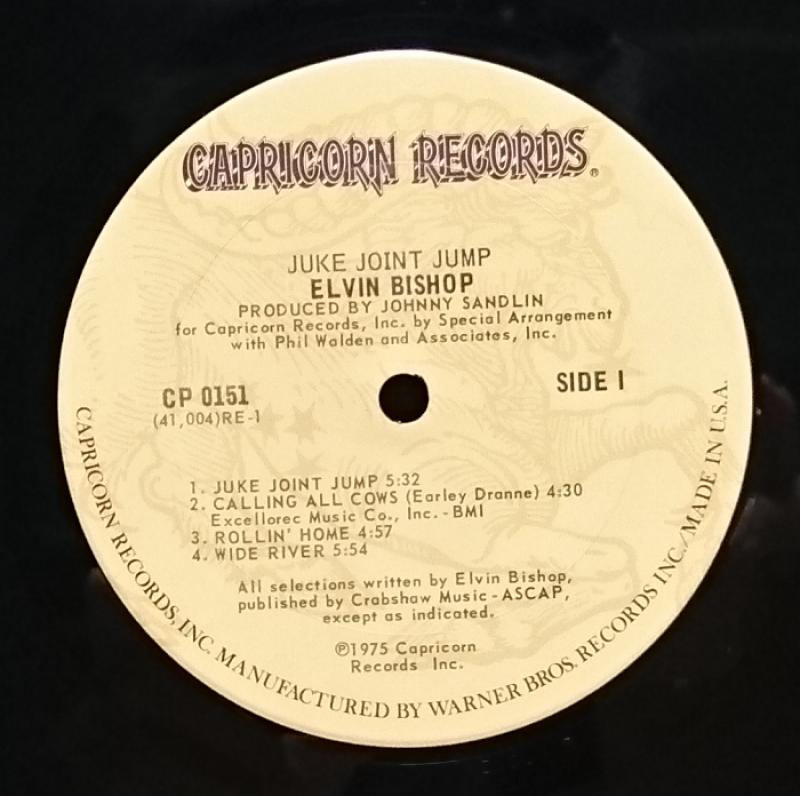 CAPRICORN RECORDS®
JUKE JOINT JUMP
ELVIN BISHOP
PRODUCED BY JOHNNY SANDLIN
for Capricorn Records, Inc. by Special Arrangement
with Phil Walden and Associates, Inc.
CP 0151
(41,004)RE-1
SIDE I
1. JUKE JOINT JUMP 5:32
2. CALLING ALL COWS (Earley Dranne) 4:30
Excellorec Music Co., Inc. - BMI
3. ROLLIN' HOME 4:57
4. WIDE RIVER 5:54
All selections written by Elvin Bishop,
published by Crabshaw Music - ASCAP,
except as indicated.
℗1975 Capricorn
Records Inc.
CAPRICORN RECORDS, INC. MANUFACTURED BY WARNER BROS. RECORDS INC./MADE IN U.S.A.